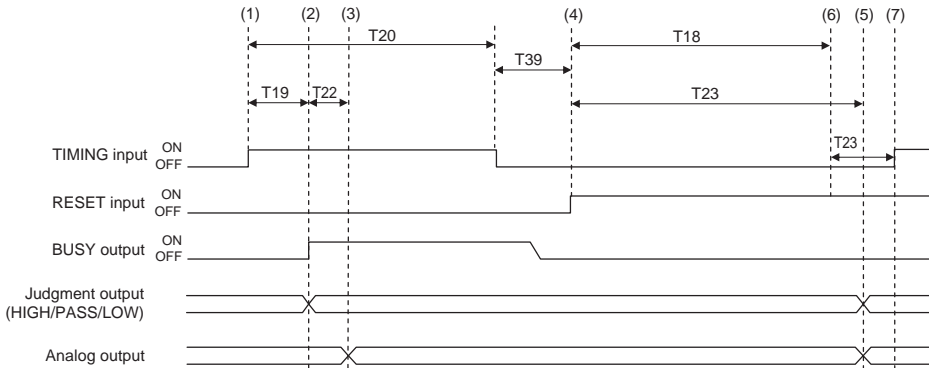 (1) (2) (3) (4) (6) (5) (7)
T20 T18
T39
T19 T22 T23
TIMING input ON
OFF
T23
RESET input ON
OFF
BUSY output ON
OFF
Judgment output
(HIGH/PASS/LOW)
Analog output